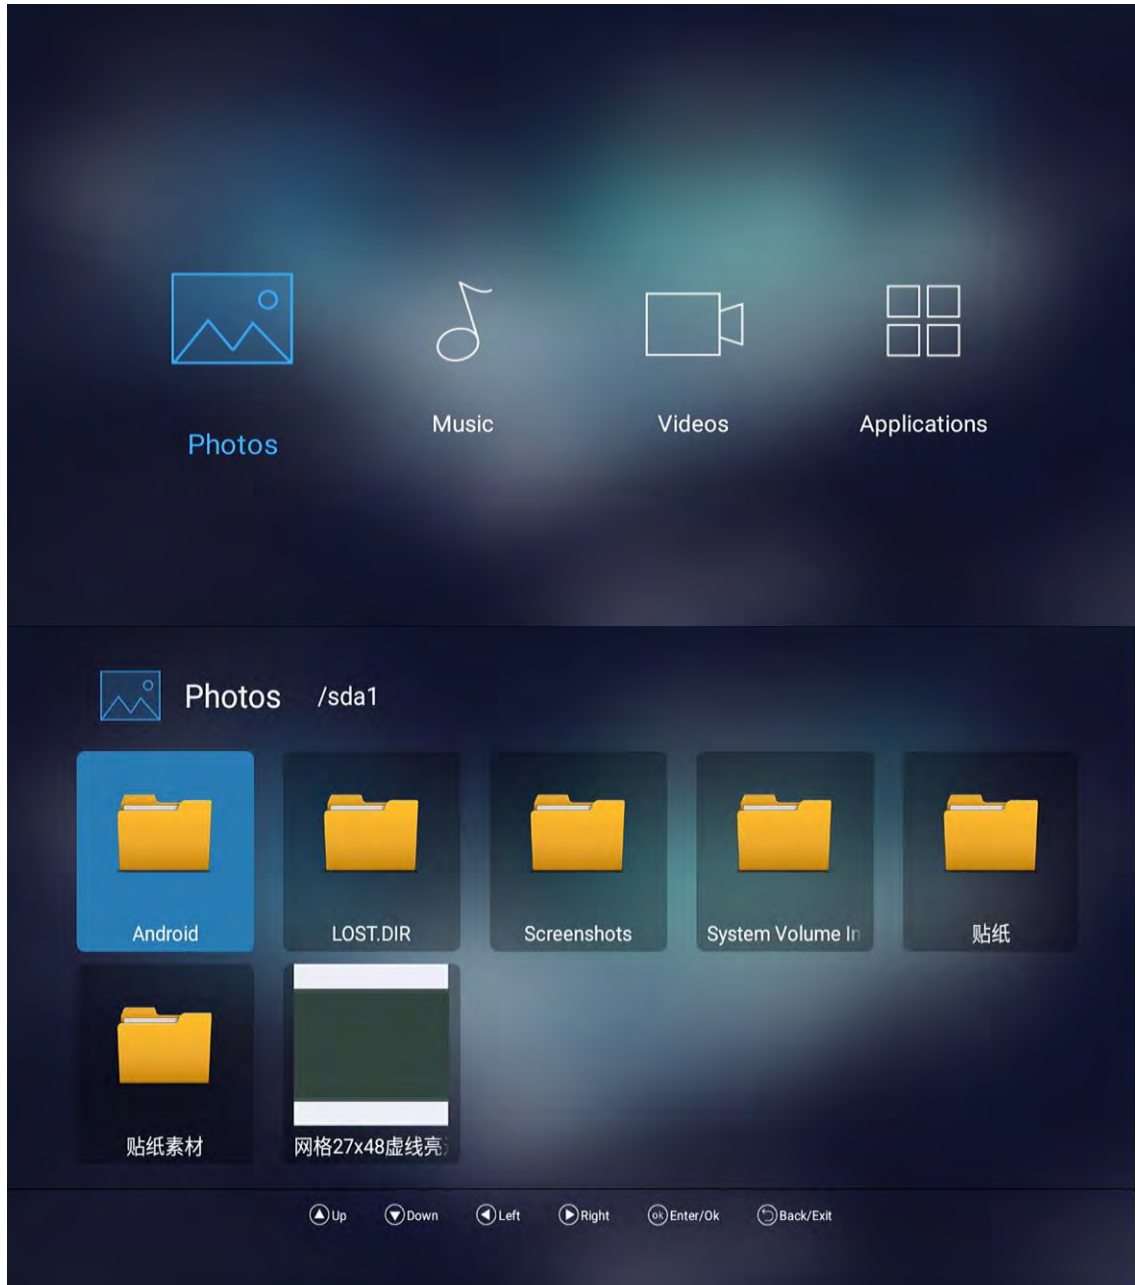 Photos
Music
Videos
Applications
Photos /sda1
Android
LOST.DIR
Screenshots
System Volume In
贴纸
贴纸素材
网格27x48虚线亮
Up
Down
Left
Right
ok Enter/Ok
Back/Exit